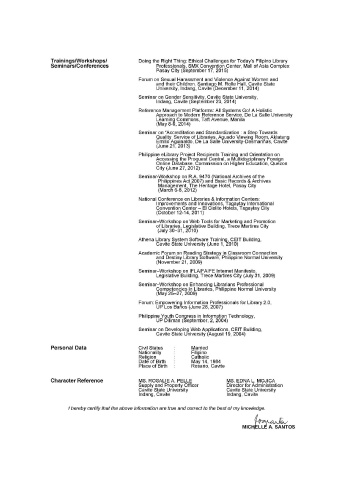 Trainings/Workshops/ Doing the Right Thing: Ethical Challenges for Today's Filipino Library
Seminars/Conferences Professionals, SMX Convention Center, Mall of Asia Complex
Pasay City (September 17, 2015)
Forum on Sexual Harassment and Violence Against Women and
and their Children, Santiago M. Rolle Hall, Cavite State
University, Indang, Cavite (December 11, 2014)
Seminar on Gender Sensitivity, Cavite State University,
Indang, Cavite (September 23, 2014)
Reference Management Platforms: All Systems Go! A Holistic
Approach to Modern Reference Service, De La Salle University
Learning Commons, Taft Avenue, Manila
(May 8-9, 2014)
Seminar on "Accreditation and Standardization : a Step Towards
Quality Service of Libraries, Aguado Viewing Room, Aklatang
Emilio Aguinaldo, De La Salle University-Dasmariñas, Cavite
(June 21, 2013)
Philippine eLibrary Project Recipients Training and Orientation on
Accessing the Proquest Central, a Multidisciplinary Foreign
Online Database, Commission on Higher Education, Quezon
City (June 27, 2012)
Seminar-Workshop on R.A. 9470 (National Archives of the
Philippines Act 2007) and Basic Records & Archives
Management, The Heritage Hotel, Pasay City
(March 5-8, 2012)
National Conference on Libraries & Information Centers:
Improvements and Innovations, Tagaytay International
Convention Center – El Cielito Hotels, Tagaytay City
(October 12-14, 2011)
Seminar-Workshop on Web Tools for Marketing and Promotion
of Libraries, Legislative Building, Trece Martires City
(July 30-31, 2010)
Athena Library System Software Training, CEIT Building,
Cavite State University (June 1, 2010)
Academic Forum on Reading Strategy in Classroom Connection
and Destiny Library Software, Philippine Normal University
(November 21, 2009)
Seminar-Workshop on IFLA/FAIFE Internet Manifesto,
Legislative Building, Trece Martires City (July 31, 2009)
Seminar-Workshop on Enhancing Librarians Professional
Competencies in Libraries, Philippine Normal University
(May 25-27, 2009)
Forum: Empowering Information Professionals for Library 2.0,
UP Los Baños (June 28, 2007)
Philippine Youth Congress in Information Technology,
UP Diliman (September, 2, 2004)
Seminar on Developing Web Applications, CEIT Building,
Cavite State University (August 19, 2004)
Personal Data Civil Status : Married
Nationality : Filipino
Religion : Catholic
Date of Birth : May 14, 1984
Place of Birth : Rosario, Cavite
Character Reference MS. ROSALIE A. PELLE MS. EDNA L. MOJICA
Supply and Property Officer Director for Administration
Cavite State University Cavite State University
Indang, Cavite Indang, Cavite
I hereby certify that the above information are true and correct to the best of my knowledge.
MICHELLE A. SANTOS